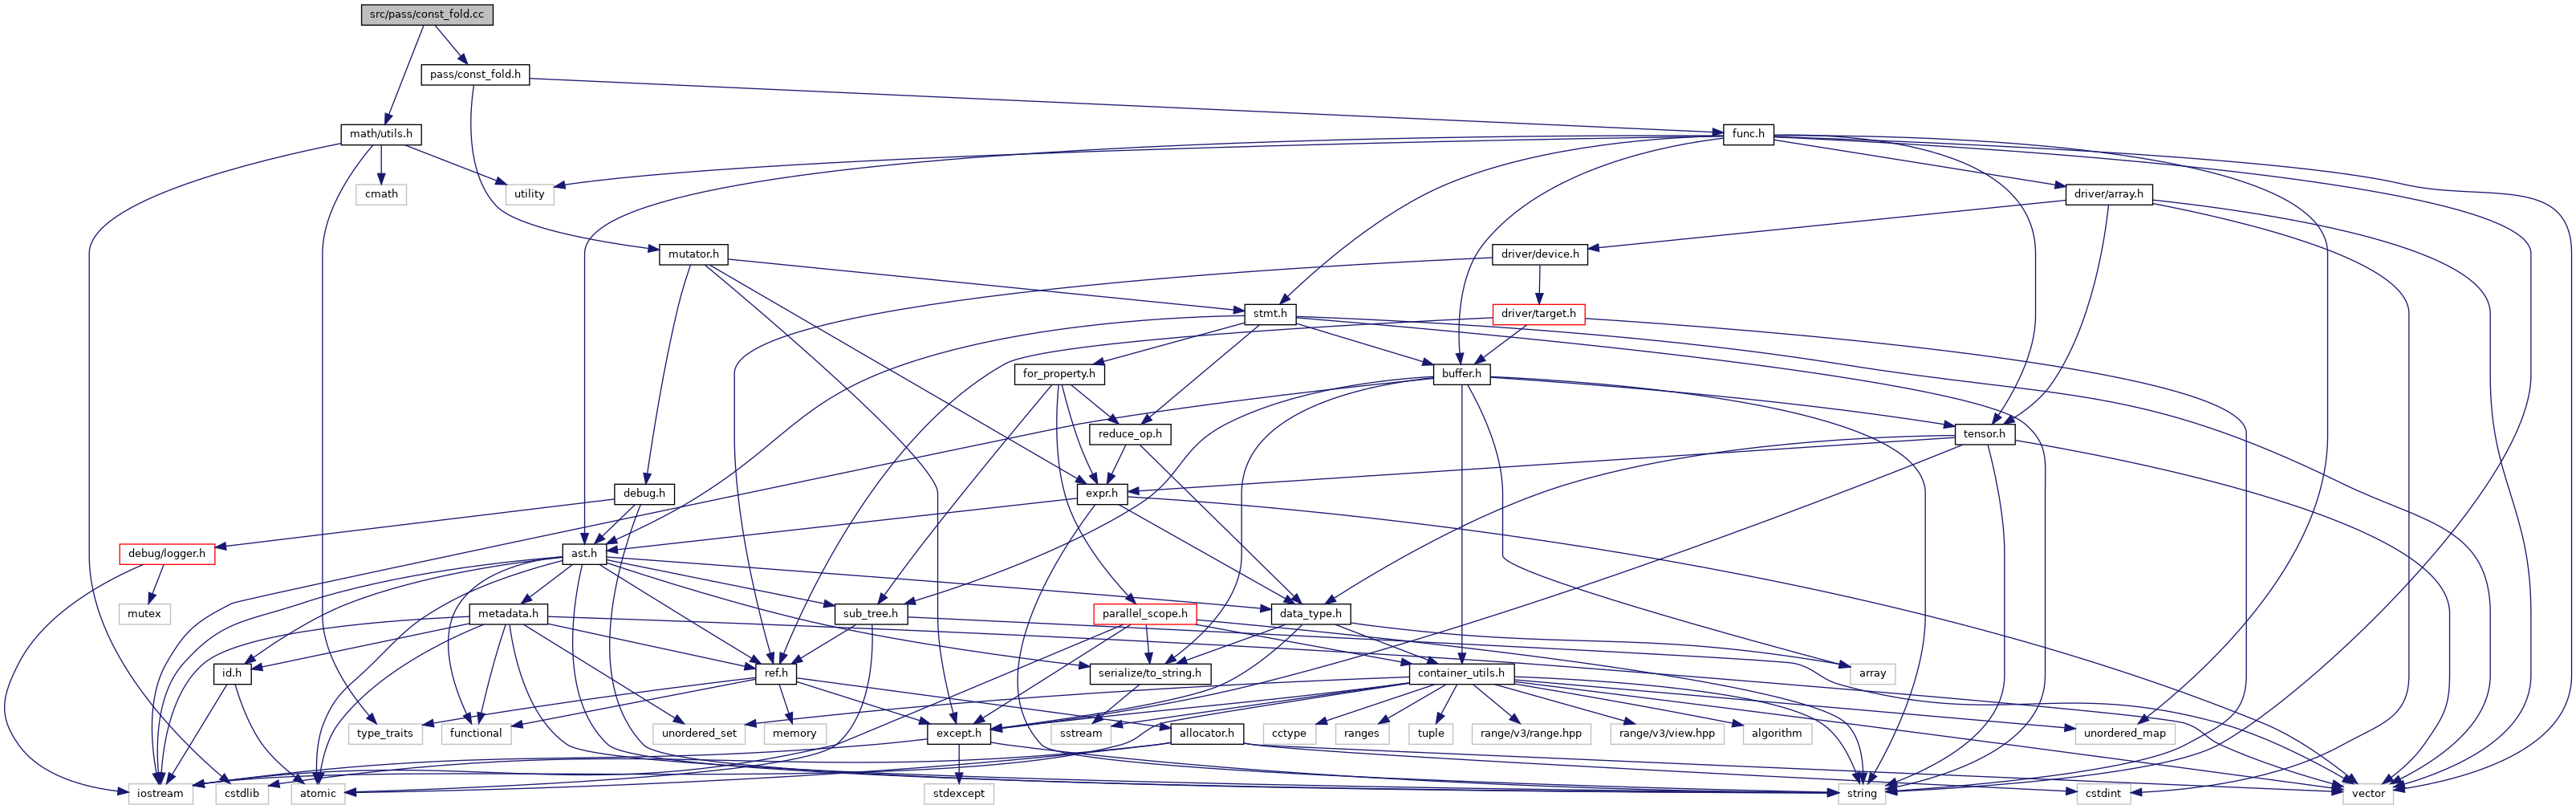 src/pass/const_fold.cc
pass/const_fold.h
math/utils.h
func.h
cmath
utility
driver/array.h
mutator.h
driver/device.h
stmt.h
driver/target.h
for_property.h
buffer.h
reduce_op.h
tensor.h
debug.h
expr.h
debug/logger.h
ast.h
mutex
metadata.h
sub_tree.h
parallel_scope.h
data_type.h
id.h
ref.h
serialize/to_string.h
container_utils.h
array
type_traits
functional
unordered_set
memory
except.h
sstream
allocator.h
cctype
ranges
tuple
range/v3/range.hpp
range/v3/view.hpp
algorithm
unordered_map
iostream
cstdlib
atomic
stdexcept
string
cstdint
vector